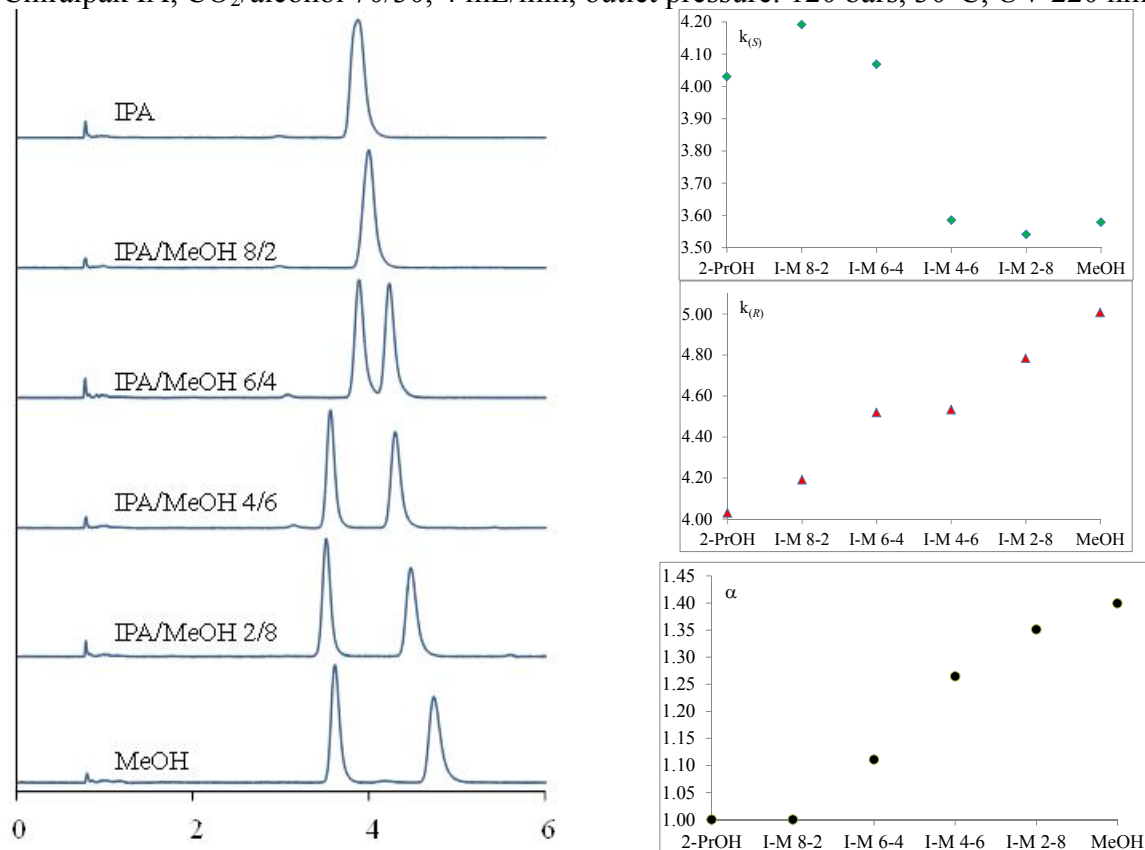 Chiralpak IA, CO₂/alcohol 70/30, 4 mL/min, outlet pressure: 120 bars, 30°C, UV 220 nm
IPA
IPA/MeOH 8/2
IPA/MeOH 6/4
IPA/MeOH 4/6
IPA/MeOH 2/8
MeOH
0 2 4 6
k(S)
4.20
4.10
4.00
3.90
3.80
3.70
3.60
3.50
2-PrOH I-M 8-2 I-M 6-4 I-M 4-6 I-M 2-8 MeOH
k(R)
5.00
4.80
4.60
4.40
4.20
4.00
2-PrOH I-M 8-2 I-M 6-4 I-M 4-6 I-M 2-8 MeOH
α
1.45
1.40
1.35
1.30
1.25
1.20
1.15
1.10
1.05
1.00
2-PrOH I-M 8-2 I-M 6-4 I-M 4-6 I-M 2-8 MeOH